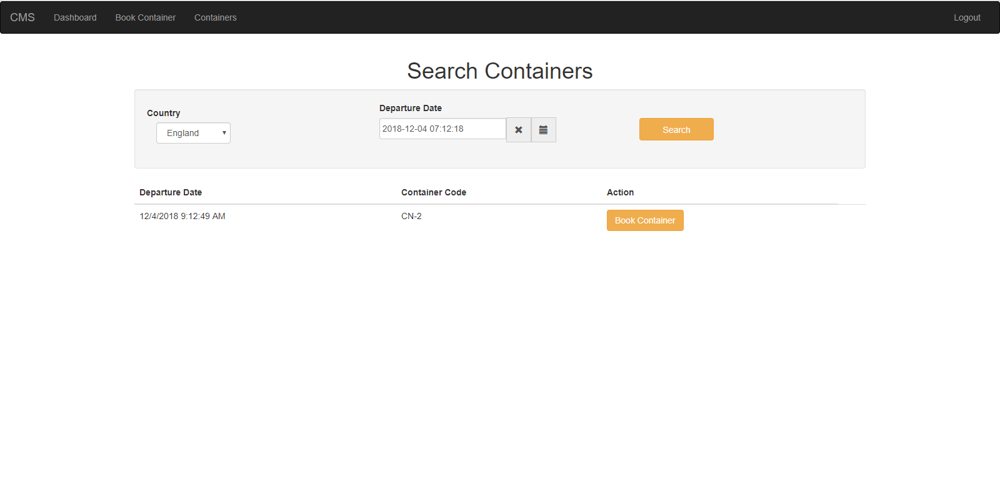 CMS Dashboard Book Container Containers Logout
Search Containers
Country
Departure Date
England
2018-12-04 07:12:18
Search
Departure Date Container Code Action
12/4/2018 9:12:49 AM CN-2 Book Container